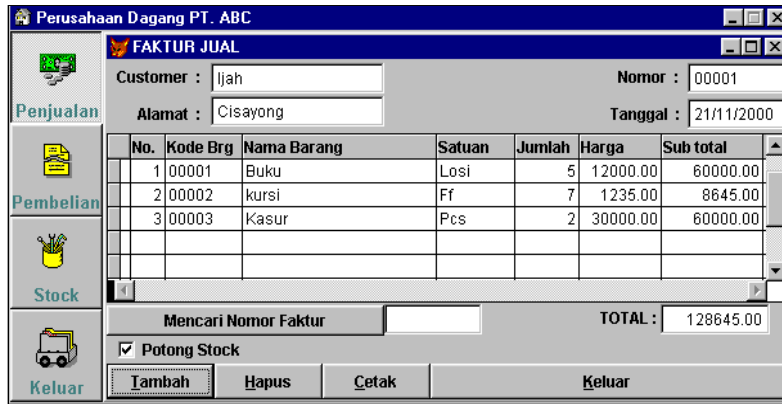 Perusahaan Dagang PT. ABC
FAKTUR JUAL
Customer : Ijah Nomor : 00001
Alamat : Cisayong Tanggal : 21/11/2000
No. Kode Brg Nama Barang Satuan Jumlah Harga Sub total
1 00001 Buku Losi 5 12000.00 60000.00
2 00002 kursi Ff 7 1235.00 8645.00
3 00003 Kasur Pcs 2 30000.00 60000.00
Mencari Nomor Faktur TOTAL : 128645.00
Potong Stock
Tambah Hapus Cetak Keluar
Penjualan
Pembelian
Stock
Keluar